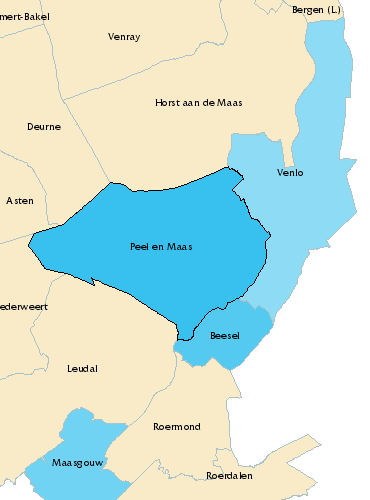 Bergen (L.)
mert-Bakel
Venray
Horst aan de Maas
Deurne
Venlo
Asten
Peel en Maas
ederweert
Beesel
Leudal
Roermond
Maasgouw
Roerdalen